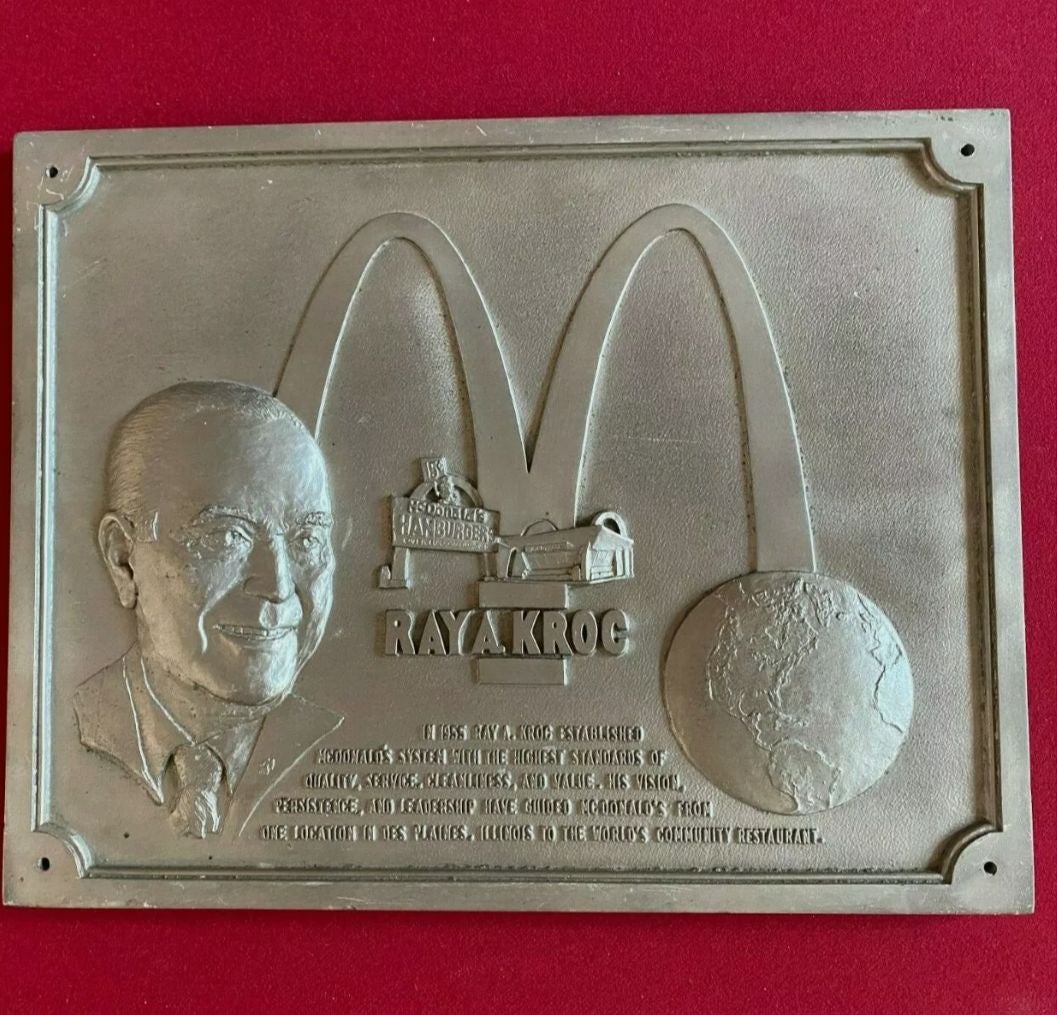 15¢
McDONALD'S
HAMBURGERS
RAY A. KROC
IN 1955 RAY A. KROC ESTABLISHED
MCDONALD'S SYSTEM WITH THE HIGHEST STANDARDS OF
QUALITY, SERVICE, CLEANLINESS, AND VALUE. HIS VISION,
PERSISTENCE, AND LEADERSHIP HAVE GUIDED MCDONALD'S FROM
ONE LOCATION IN DES PLAINES, ILLINOIS TO THE WORLD'S COMMUNITY RESTAURANT.